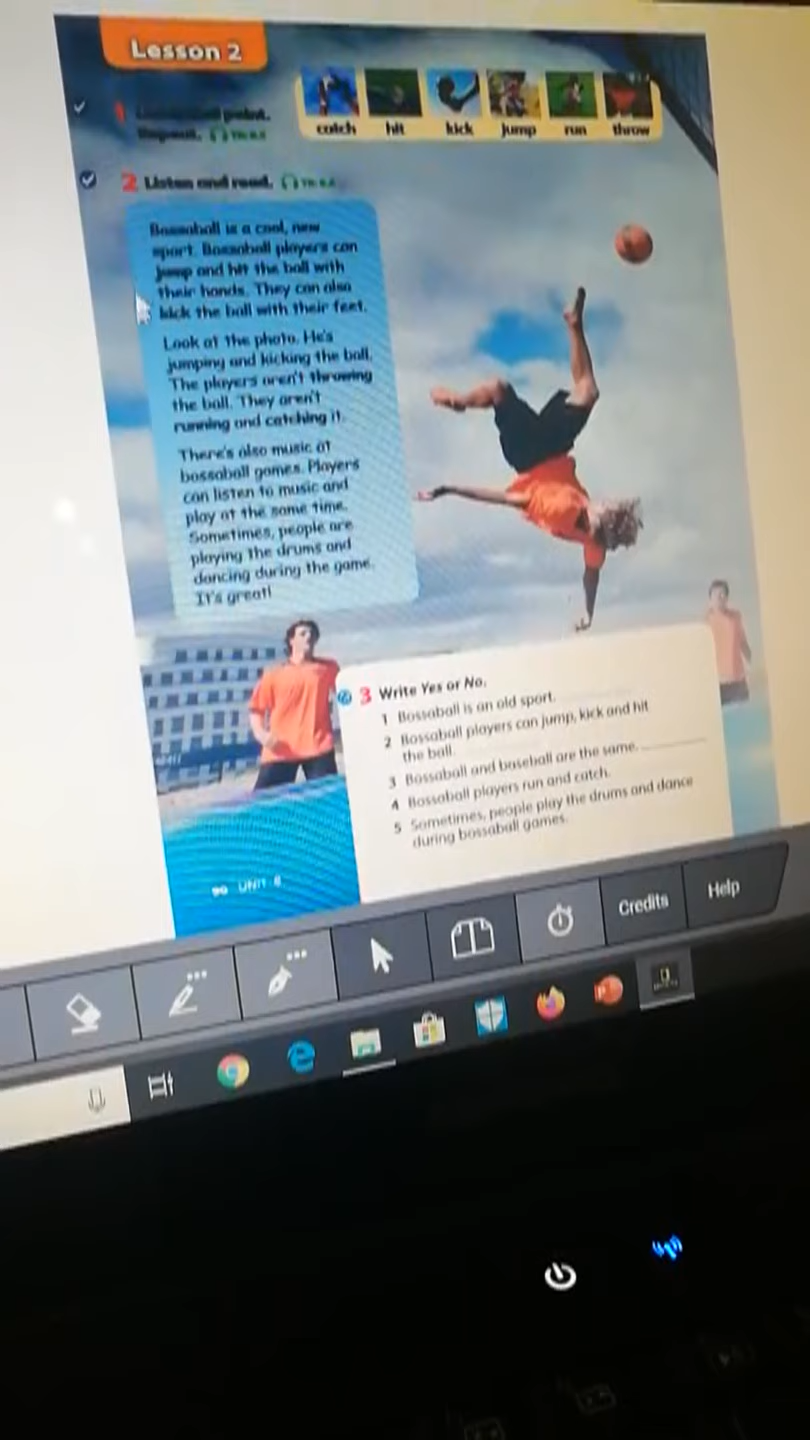 Lesson 2
1 Listen and point.
Repeat.
catch hit kick jump run throw
2 Listen and read.
Bossaball is a cool, new
sport. Bossaball players can
jump and hit the ball with
their hands. They can also
kick the ball with their feet.
Look at the photo. He's
jumping and kicking the ball.
The players aren't throwing
the ball. They aren't
running and catching it.
There's also music at
bossaball games. Players
can listen to music and
play at the same time.
Sometimes, people are
playing the drums and
dancing during the game.
It's great!
3 Write Yes or No.
1 Bossaball is an old sport.
2 Bossaball players can jump, kick and hit
the ball.
3 Bossaball and baseball are the same.
4 Bossaball players run and catch.
5 Sometimes, people play the drums and dance
during bossaball games.
90 UNIT
Credits Help